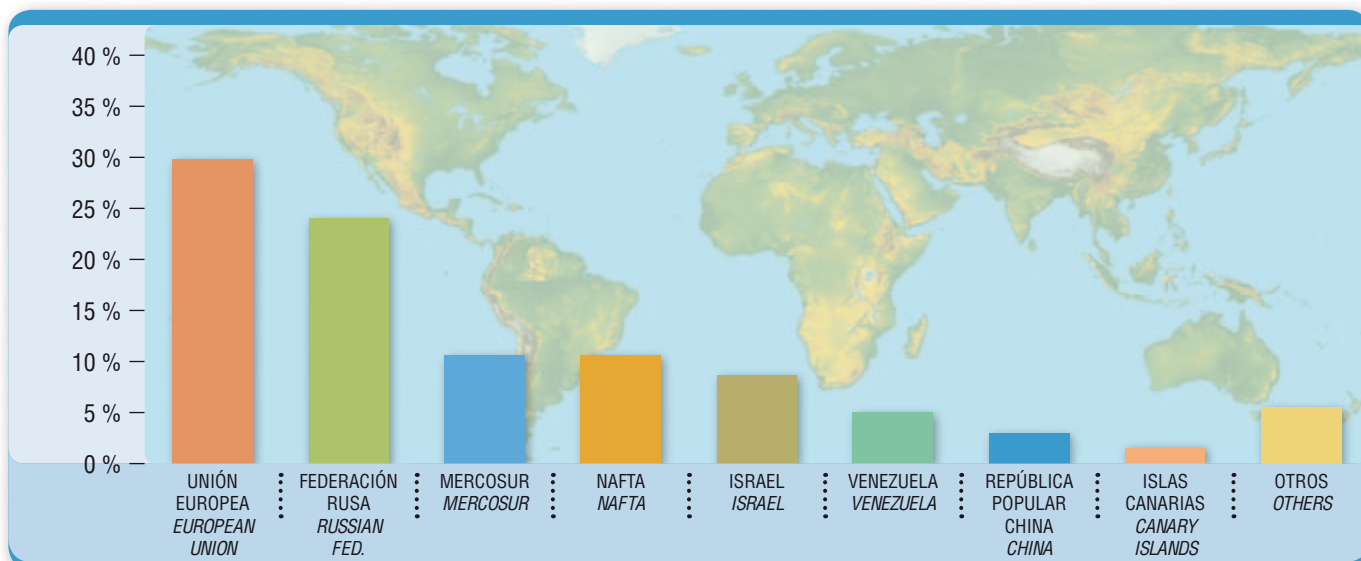 40 %
35 %
30 %
25 %
20 %
15 %
10 %
5 %
0 %
UNIÓN
EUROPEA
EUROPEAN
UNION
FEDERACIÓN
RUSA
RUSSIAN
FED.
MERCOSUR
MERCOSUR
NAFTA
NAFTA
ISRAEL
ISRAEL
VENEZUELA
VENEZUELA
REPÚBLICA
POPULAR
CHINA
CHINA
ISLAS
CANARIAS
CANARY
ISLANDS
OTROS
OTHERS